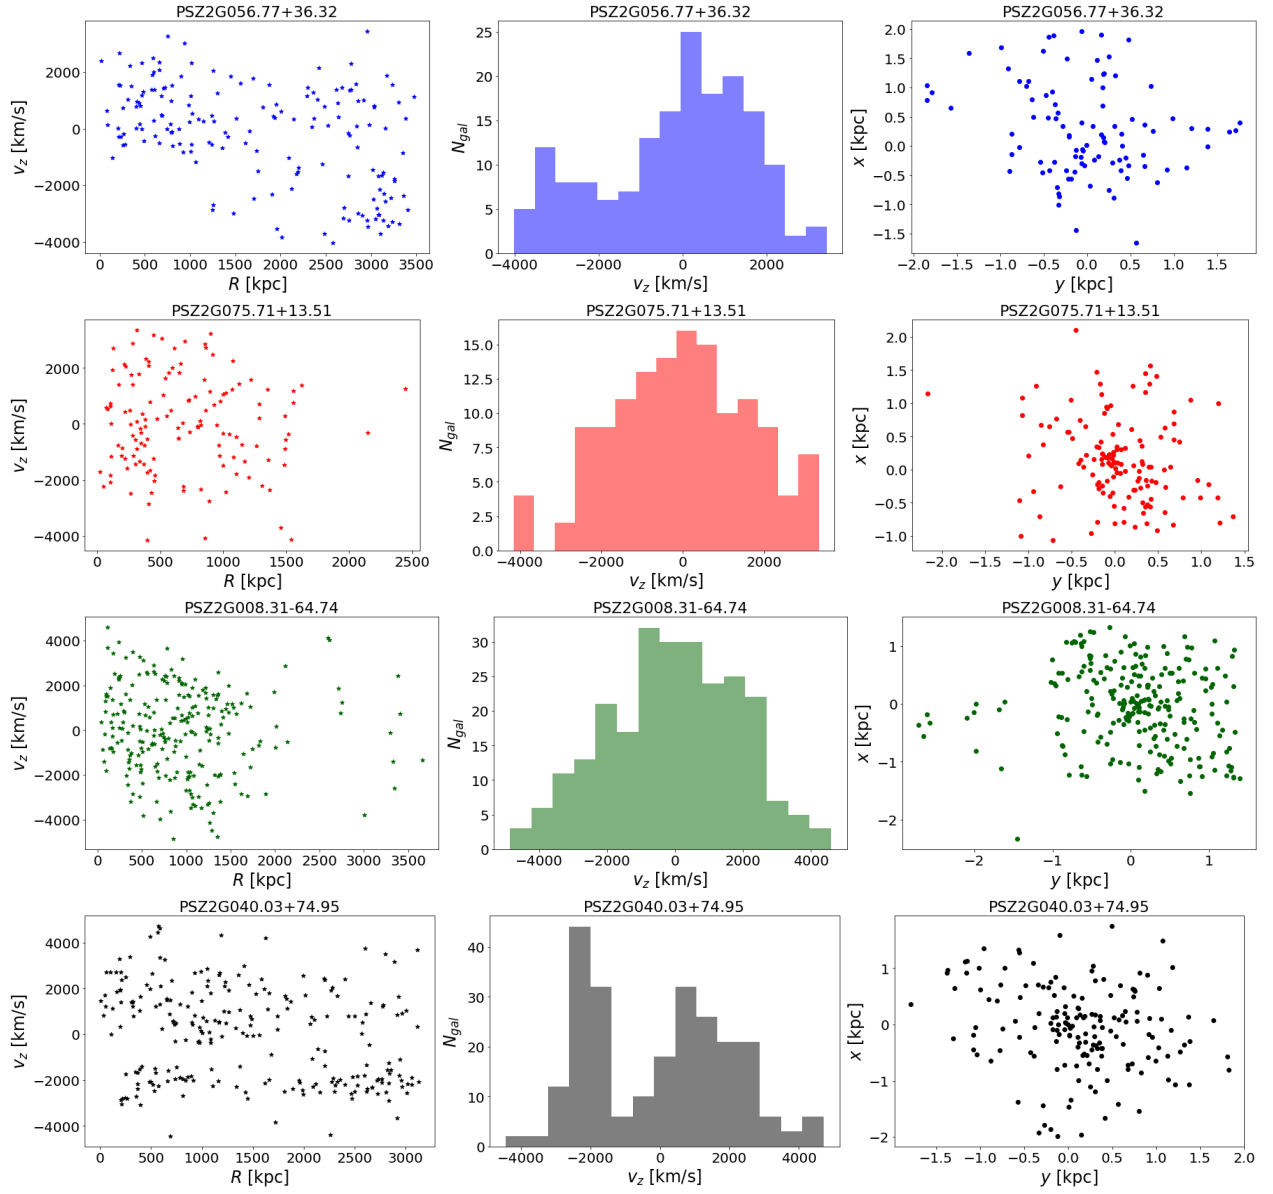 PSZ2G056.77+36.32 PSZ2G056.77+36.32 PSZ2G056.77+36.32
v_z [km/s] 2000 0 −2000 −4000
0 500 1000 1500 2000 2500 3000 3500
R [kpc]
N_gal 25 20 15 10 5 0
−4000 −2000 0 2000
v_z [km/s]
x [kpc] 2.0 1.5 1.0 0.5 0.0 −0.5 −1.0 −1.5
−2.0 −1.5 −1.0 −0.5 0.0 0.5 1.0 1.5
y [kpc]
PSZ2G075.71+13.51 PSZ2G075.71+13.51 PSZ2G075.71+13.51
v_z [km/s] 2000 0 −2000 −4000
0 500 1000 1500 2000 2500
R [kpc]
N_gal 15.0 12.5 10.0 7.5 5.0 2.5 0.0
−4000 −2000 0 2000
v_z [km/s]
x [kpc] 2.0 1.5 1.0 0.5 0.0 −0.5 −1.0
−2.0 −1.5 −1.0 −0.5 0.0 0.5 1.0 1.5
y [kpc]
PSZ2G008.31-64.74 PSZ2G008.31-64.74 PSZ2G008.31-64.74
v_z [km/s] 4000 2000 0 −2000 −4000
0 500 1000 1500 2000 2500 3000 3500
R [kpc]
N_gal 30 25 20 15 10 5 0
−4000 −2000 0 2000 4000
v_z [km/s]
x [kpc] 1 0 −1 −2
−2 −1 0 1
y [kpc]
PSZ2G040.03+74.95 PSZ2G040.03+74.95 PSZ2G040.03+74.95
v_z [km/s] 4000 2000 0 −2000 −4000
0 500 1000 1500 2000 2500 3000
R [kpc]
N_gal 40 30 20 10 0
−4000 −2000 0 2000 4000
v_z [km/s]
x [kpc] 1 0 −1 −2
−1.5 −1.0 −0.5 0.0 0.5 1.0 1.5 2.0
y [kpc]